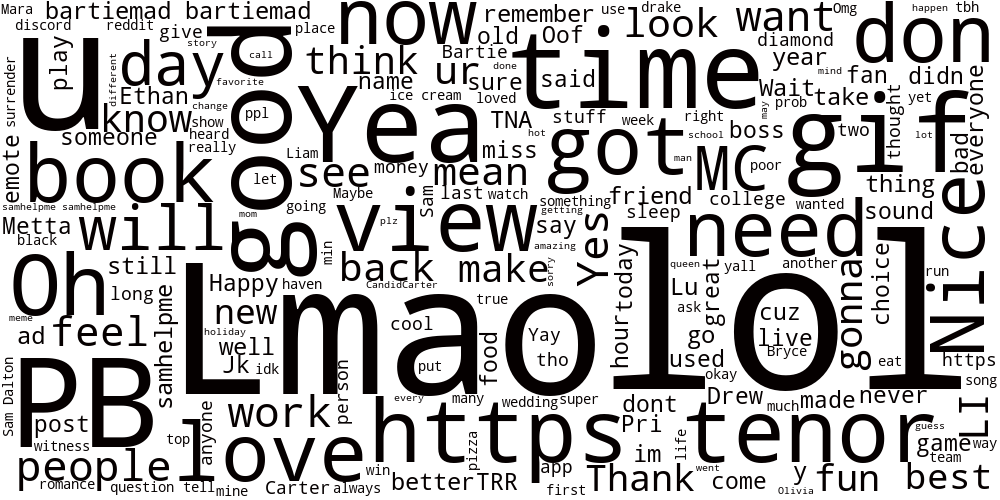 Mara
bartiemad bartiemad
discord
reddit
give
story
play
u
day
Ethan
different
surrender
know
someone
change
show
heard
really
favorite
call
ppl
let
good
place
now
think
name
ice cream
Yea
remember
Bartie
old
Oof
ur
sure
done
loved
said
use
drake
look
want
Omg
diamond
year
Wait
mind
fan
prob
take
happen
tbh
don
didn
yet
lot
thought
bad
everyone
time
TNA
stuff
week
right
may
hot
miss
school
boss
two
man
poor
MC
got
gif
emote
book
Liam
see
money
mean
Maybe
last
watch
Sam
friend
something
college
wanted
thing
samhelpme samhelpme
Metta
black
will
mom
going
view
plz
getting
say
amazing
sleep
Yes
need
sound
Nice
Oh
still
long
meme
ad
feel
Happy
haven
min
new
holiday
well
Jk
idk
samhelpme
back
make
CandidCarter
true
sorry
cool
Yay
tho
put
food
Lmao
lol
today
hour
Lu
queen
ask
go
great
yall
another
cuz
live
Bryce
gonna
choice
run
used
okay
eat
https
song
Sam Dalton
PB
post
witness
top
anyone
work
person
every
many
wedding
super
dont
Drew
much
made
never
LI
guess
people
romance
question
tell
mine
love
Carter
always
win
https
pizza
better
TRR
app
first
Pri
im
life
Thank
went
come
tenor
y
Olivia
fun
game
team
way
best